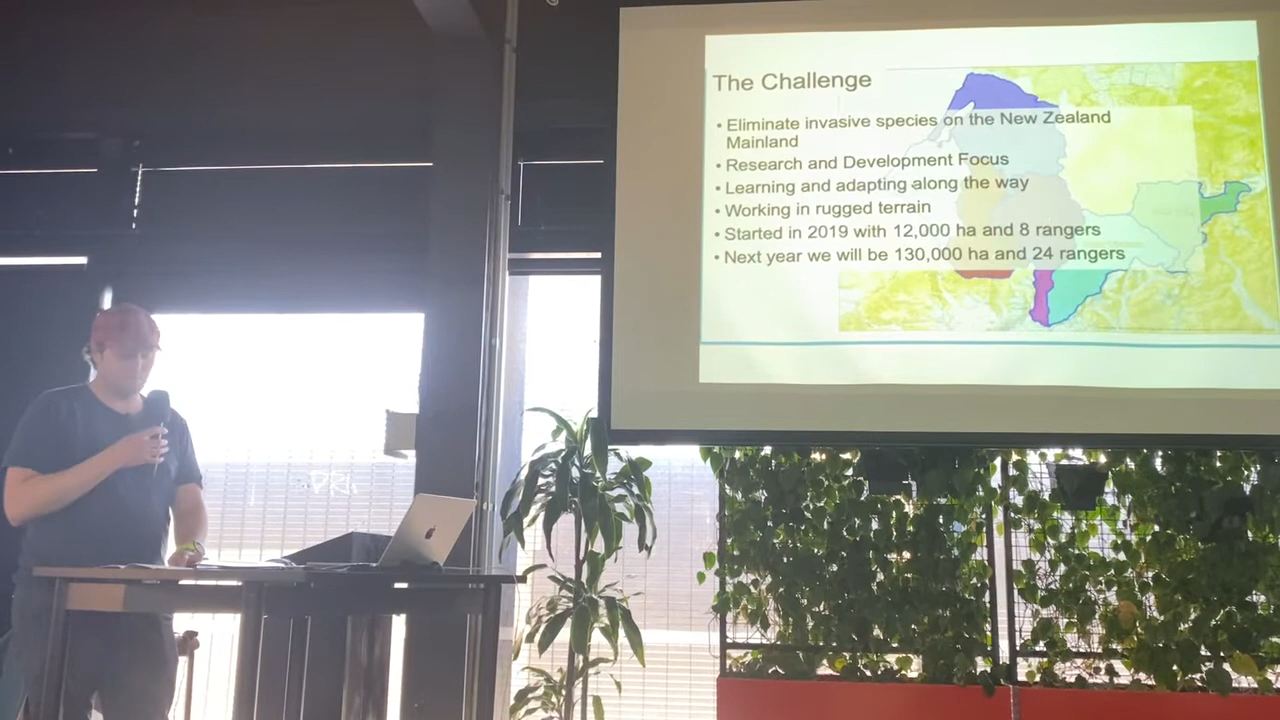 The Challenge
• Eliminate invasive species on the New Zealand
Mainland
• Research and Development Focus
• Learning and adapting along the way
• Working in rugged terrain
• Started in 2019 with 12,000 ha and 8 rangers
• Next year we will be 130,000 ha and 24 rangers